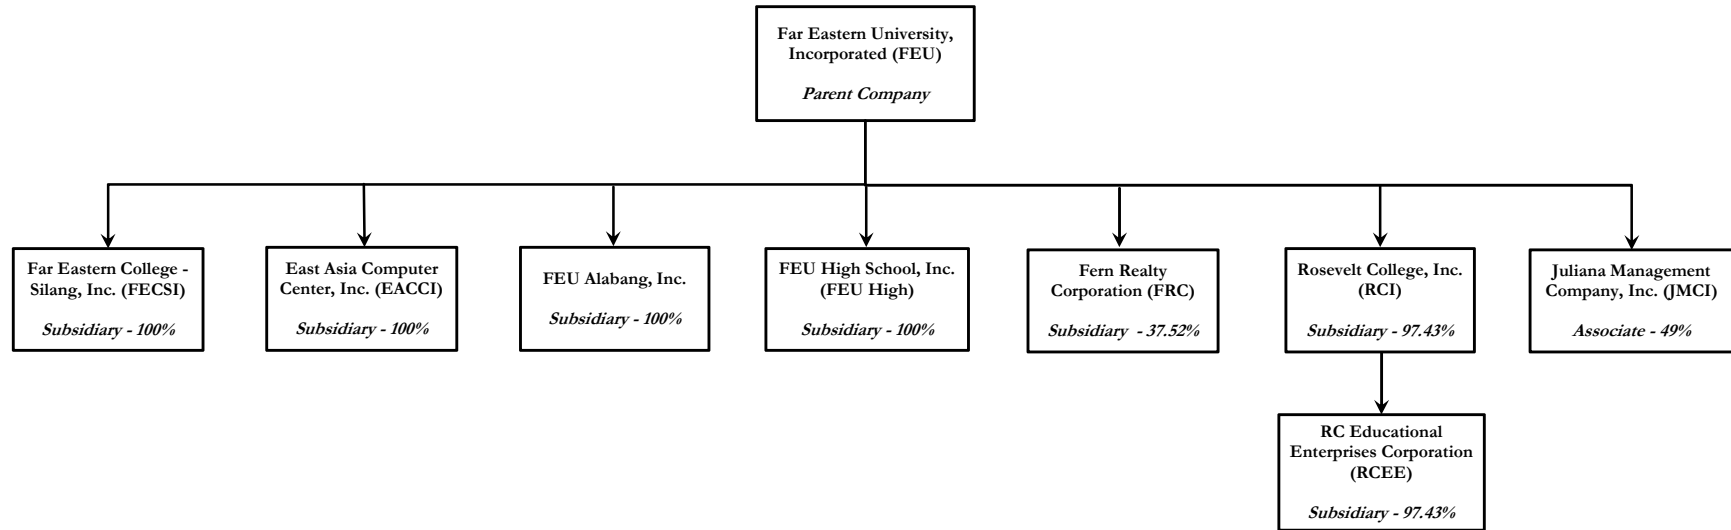 Far Eastern University,
Incorporated (FEU)
Parent Company
Far Eastern College -
Silang, Inc. (FECSI)
Subsidiary - 100%
East Asia Computer
Center, Inc. (EACCI)
Subsidiary - 100%
FEU Alabang, Inc.
Subsidiary - 100%
FEU High School, Inc.
(FEU High)
Subsidiary - 100%
Fern Realty
Corporation (FRC)
Subsidiary - 37.52%
Rosevelt College, Inc.
(RCI)
Subsidiary - 97.43%
Juliana Management
Company, Inc. (JMCI)
Associate - 49%
RC Educational
Enterprises Corporation
(RCEE)
Subsidiary - 97.43%